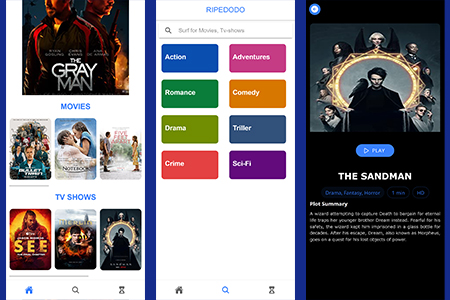 RYAN GOSLING
CHRIS EVANS
ANA DE ARMAS
THE
GRAY
MAN
MOVIES
BULLET
TRAIN
THE
NOTEBOOK
FIVE
FEET
APART
TV SHOWS
SEE
RIPEDODO
Surf for Movies, Tv-shows
Action
Adventures
Romance
Comedy
Drama
Triller
Crime
Sci-Fi
PLAY
THE SANDMAN
Drama, Fantasy, Horror
1 min
HD
Plot Summary
A wizard attempting to capture Death to bargain for eternal
life traps her younger brother Dream instead. Fearful for his
safety, the wizard kept him imprisoned in a glass bottle for
decades. After his escape, Dream, also known as Morpheus,
goes on a quest for his lost objects of power.